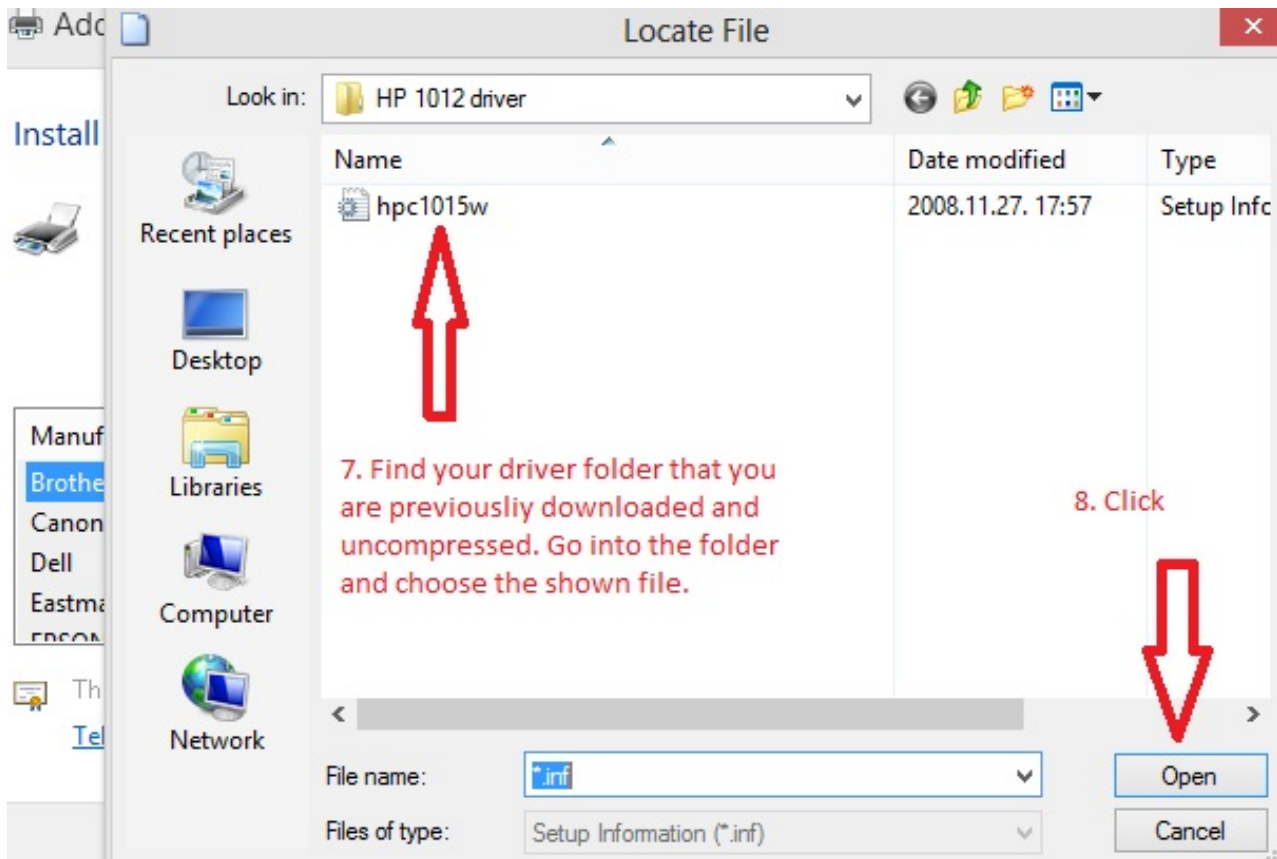 Add
Locate File
Look in:
HP 1012 driver
Install
Name
Date modified
Type
hpc1015w
2008.11.27. 17:57
Setup Info
Recent places
Desktop
Manuf
Brothe
Canon
Dell
Eastma
EPSON
Libraries
7. Find your driver folder that you
are previousliy downloaded and
uncompressed. Go into the folder
and choose the shown file.
8. Click
Computer
Th
Tel
Network
File name:
*.inf
Open
Files of type:
Setup Information (*.inf)
Cancel